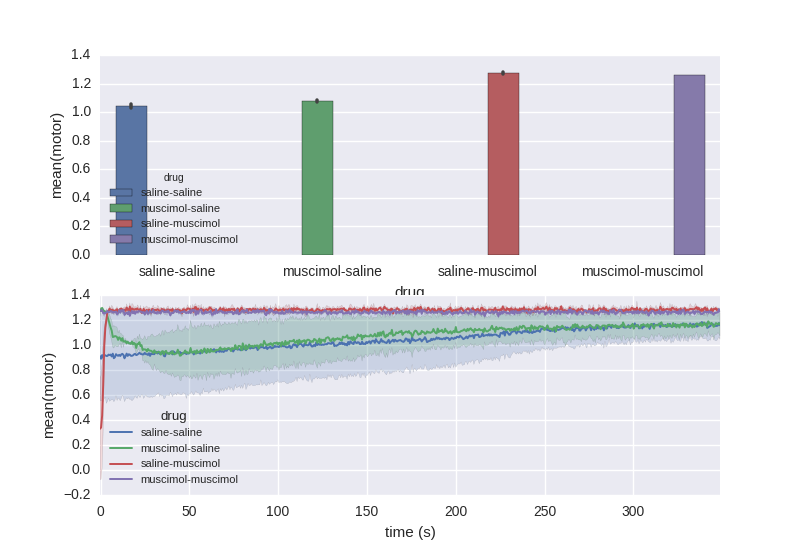 1.4
1.2
1.0
0.8
0.6
0.4
0.2
0.0
mean(motor)
drug
saline-saline
muscimol-saline
saline-muscimol
muscimol-muscimol
saline-saline muscimol-saline saline-muscimol muscimol-muscimol
drug
1.4
1.2
1.0
0.8
0.6
0.4
0.2
0.0
−0.2
mean(motor)
drug
saline-saline
muscimol-saline
saline-muscimol
muscimol-muscimol
0 50 100 150 200 250 300
time (s)